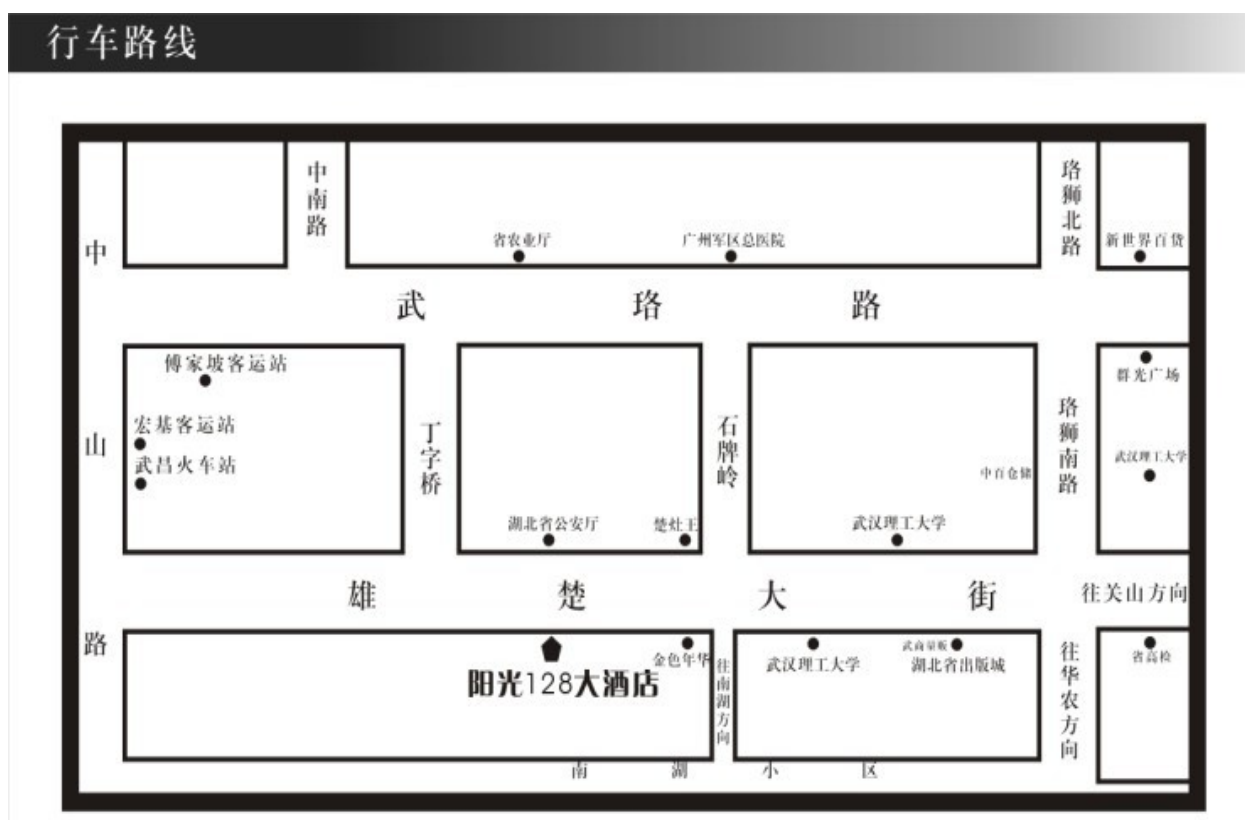 行车路线
中山路
中南路
珞狮北路
省农业厅
广州军区总医院
新世界百货
武珞路
傅家坡客运站
宏基客运站
武昌火车站
丁字桥
石牌岭
珞狮南路
群光广场
武汉理工大学
中百仓储
湖北省公安厅
楚灶王
武汉理工大学
雄楚大街
往关山方向
阳光128大酒店
金色年华
往南湖方向
武汉理工大学
武商量贩
湖北省出版城
往华农方向
省高检
南湖小区